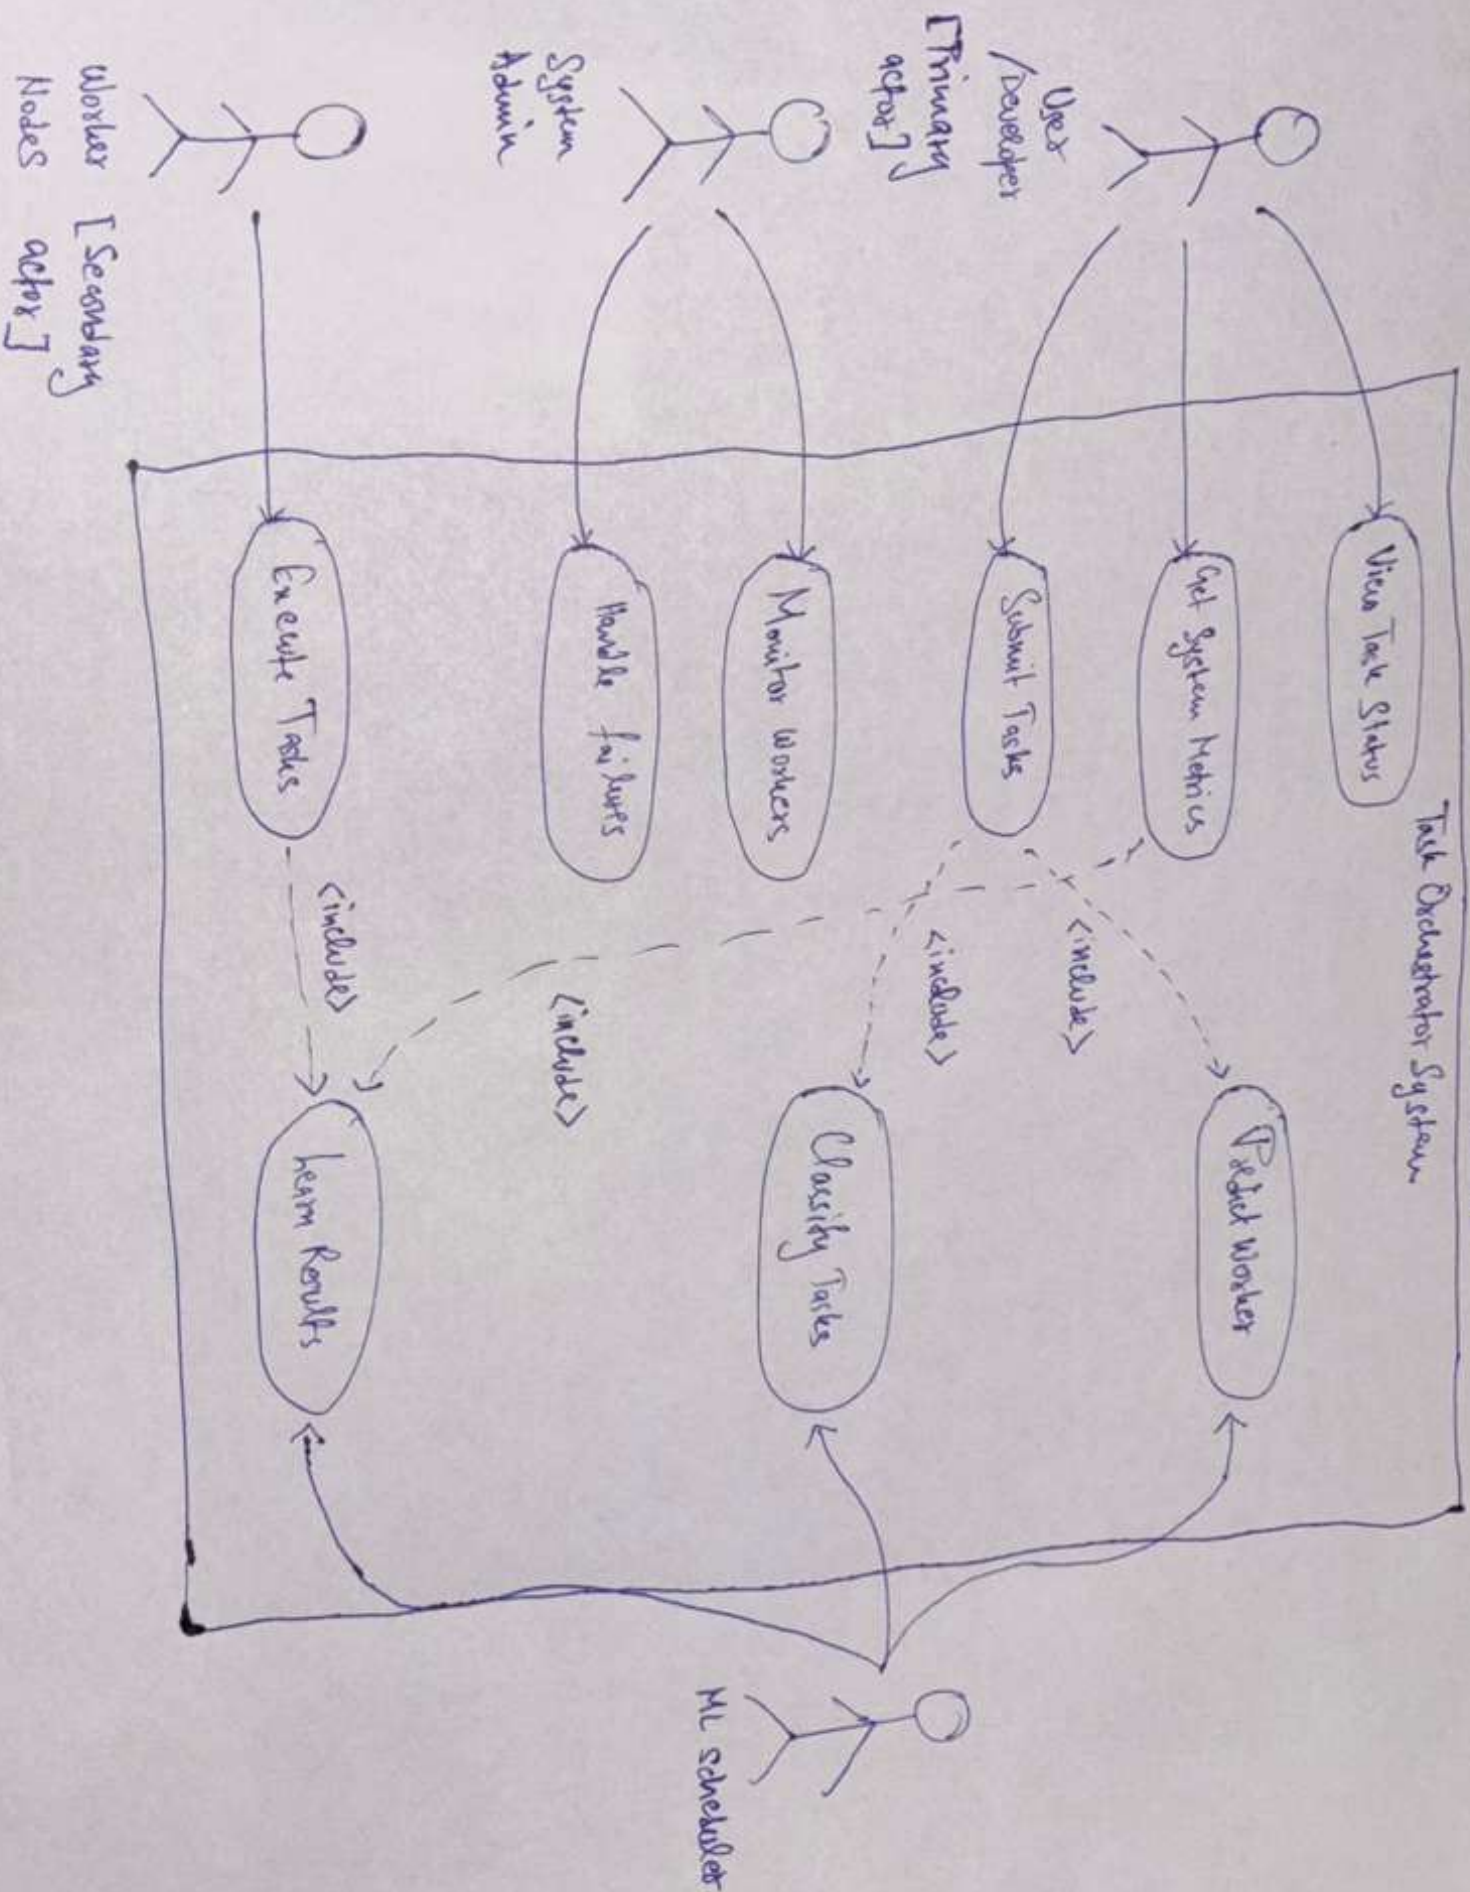 Task Orchestrator System
User
/Developer
[Primary
actor]
View Task Status
Get System Metrics
Submit Tasks
Predict Worker
<include>
<include>
Classify Tasks
System
Admin
Monitor Workers
Handle failures
<include>
ML scheduler
Execute Tasks
<include>
Learn Results
Worker [Secondary
Nodes actor]